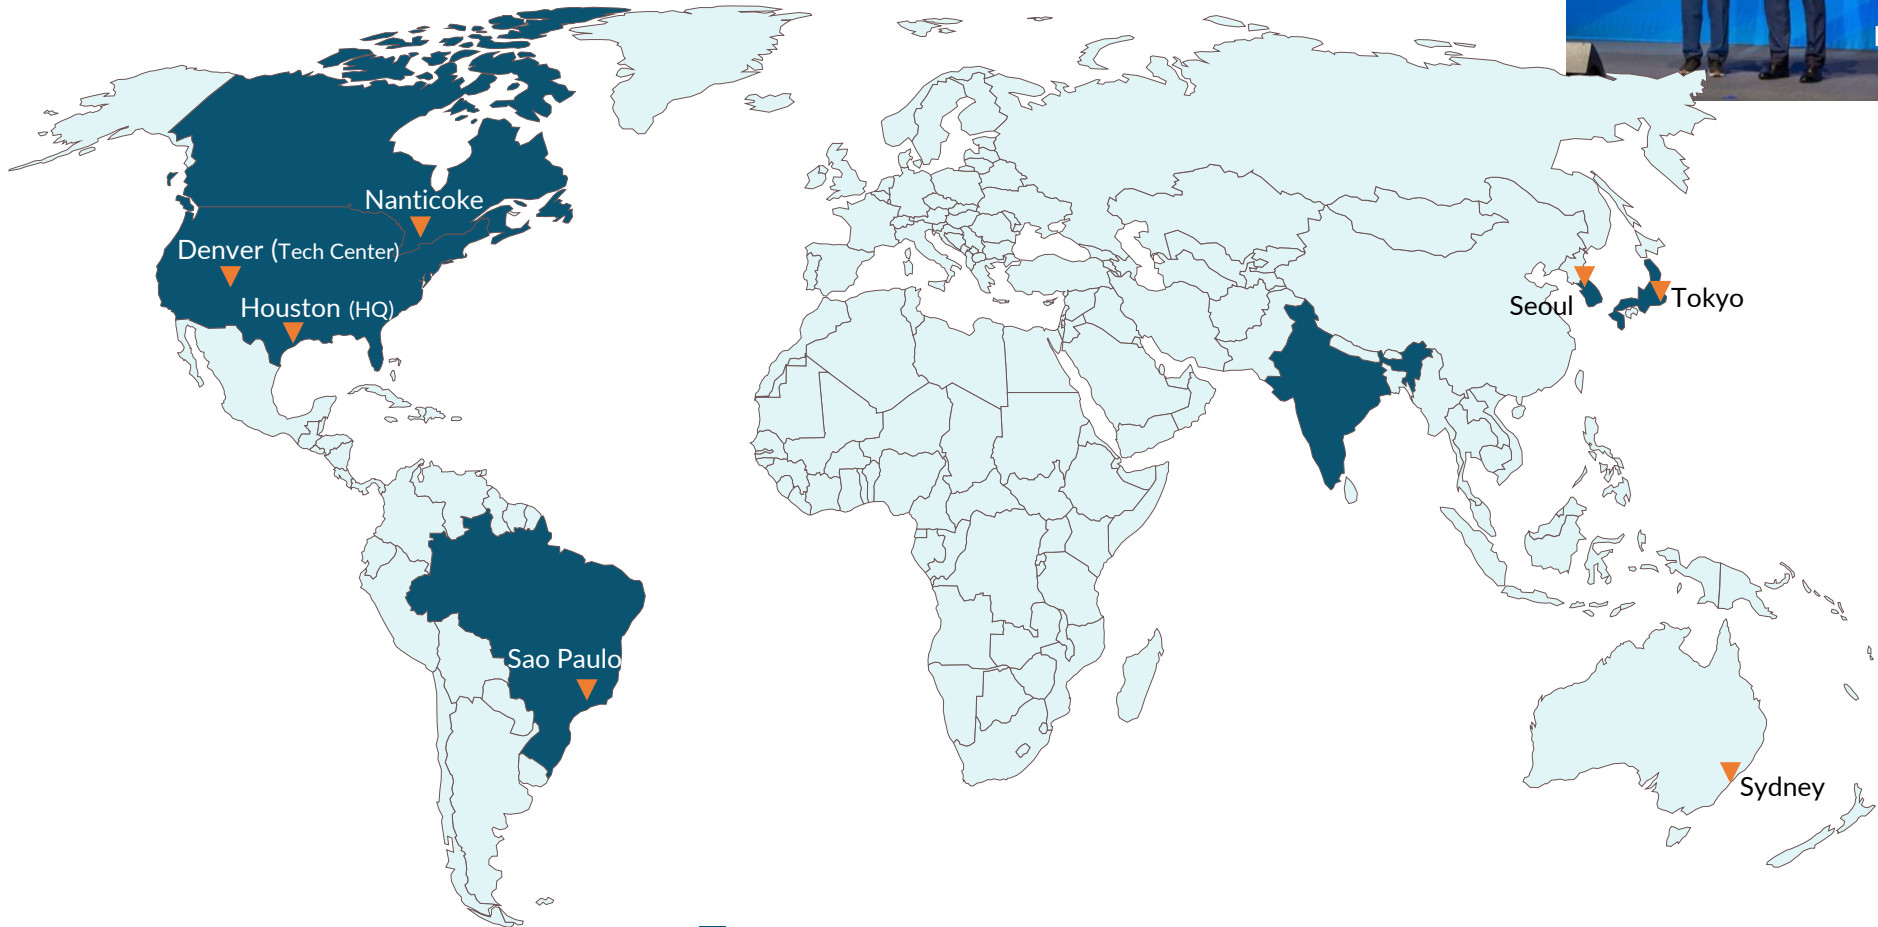 Nanticoke
Denver (Tech Center)
Houston (HQ)
Seoul
Tokyo
Sao Paulo
Sydney